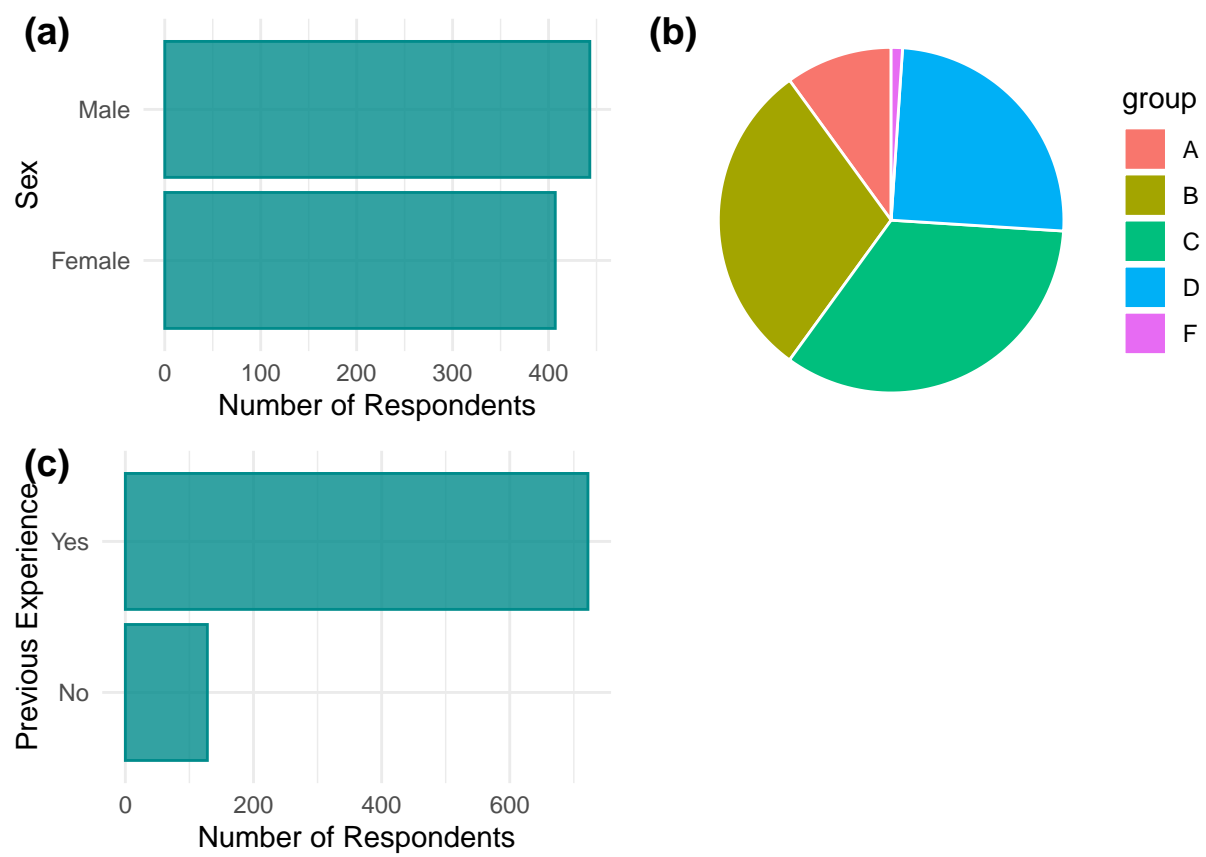 (a)
Sex
Male
Female
0 100 200 300 400
Number of Respondents
(b)
group
A
B
C
D
F
(c)
Previous Experience
Yes
No
0 200 400 600
Number of Respondents